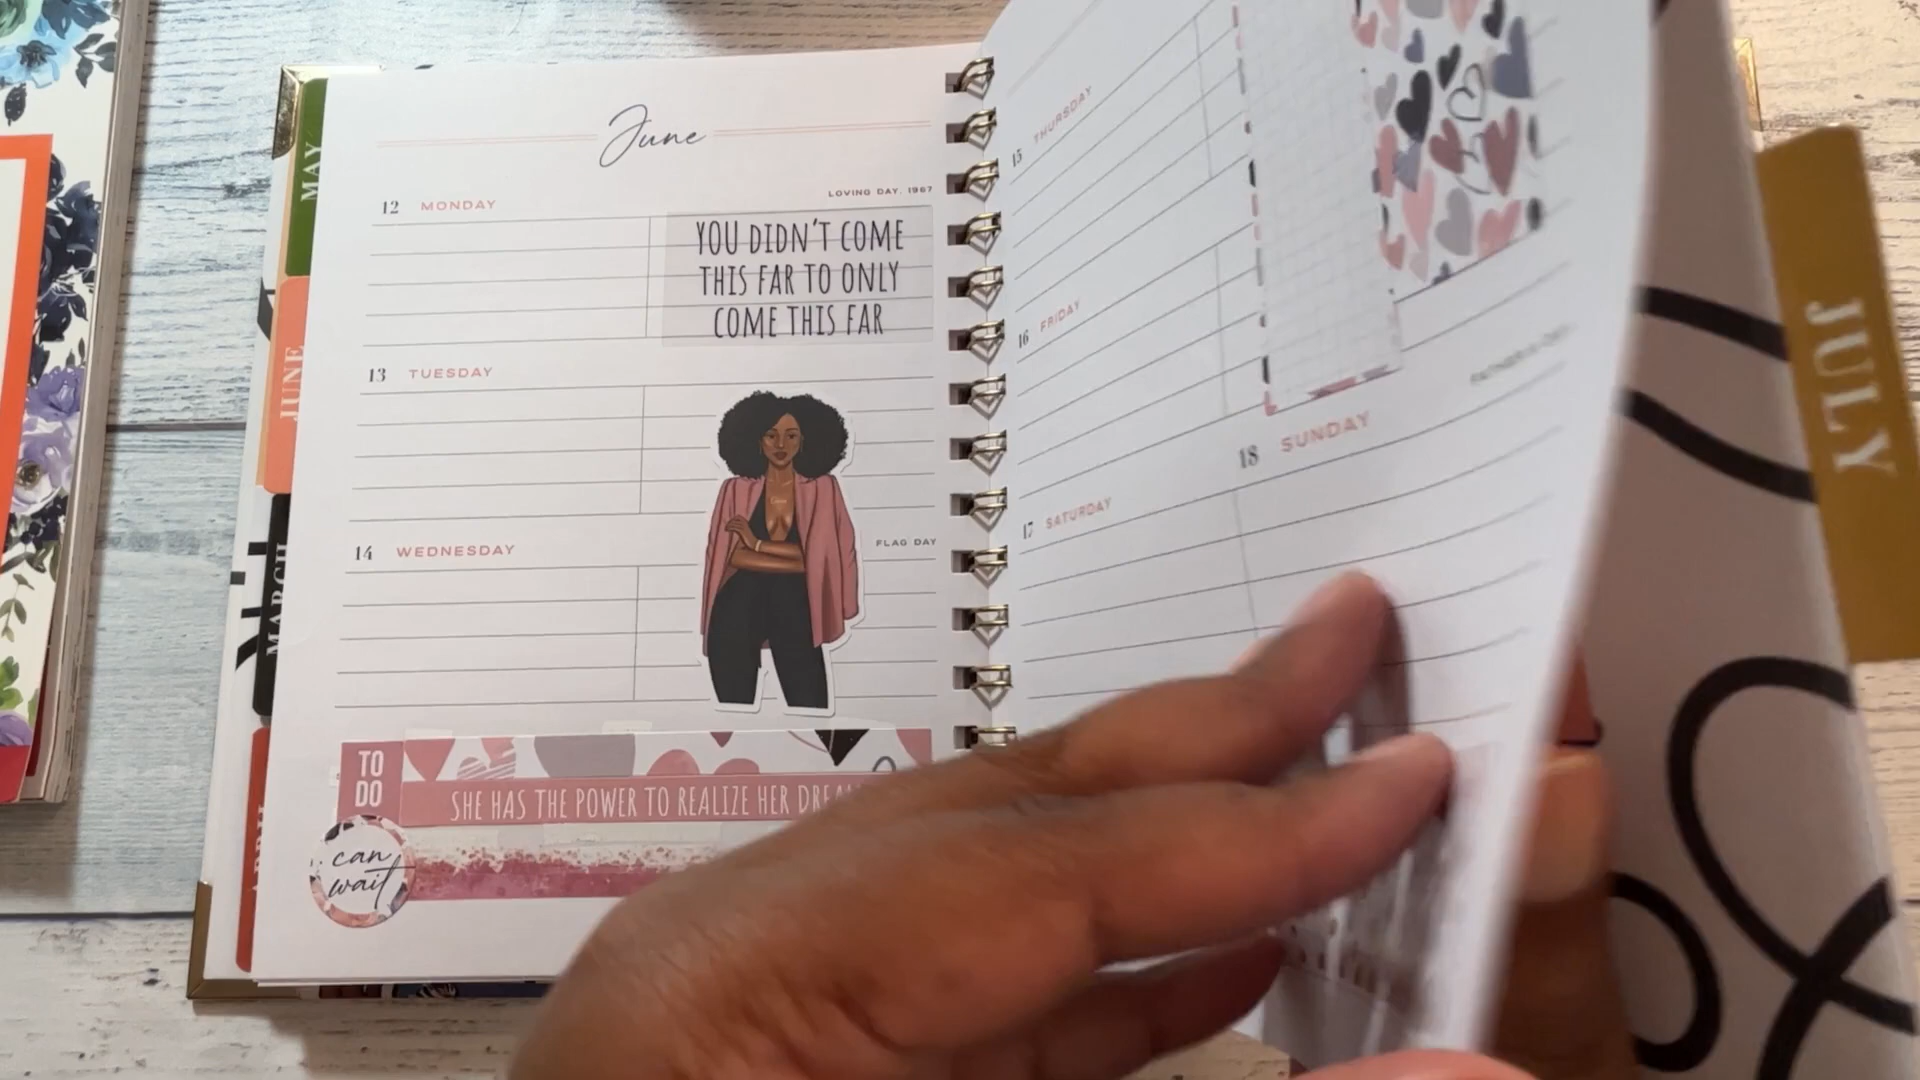 June
LOVING DAY, 1967
12 MONDAY
YOU DIDN'T COME
THIS FAR TO ONLY
COME THIS FAR
13 TUESDAY
14 WEDNESDAY
FLAG DAY
TO
DO
SHE HAS THE POWER TO REALIZE HER
can
wait
15 THURSDAY
16 FRIDAY
17 SATURDAY
18 SUNDAY
MAY
JUNE
MARCH
JULY